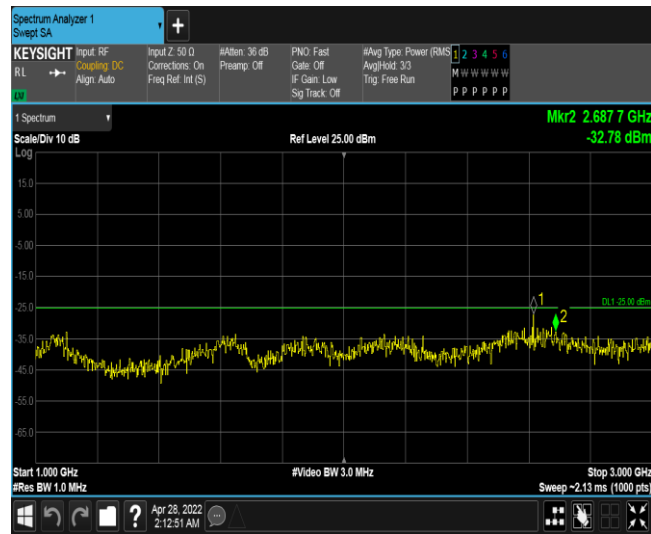 Spectrum Analyzer 1
Swept SA
KEYSIGHT
RL
Input: RF
Coupling: DC
Align: Auto
Input Z: 50 Ω
Corrections: On
Freq Ref: Int (S)
#Atten: 36 dB
Preamp: Off
PNO: Fast
Gate: Off
IF Gain: Low
Sig Track: Off
#Avg Type: Power (RMS
Avg|Hold: 3/3
Trig: Free Run
1 2 3 4 5 6
M W W W W W
P P P P P P
1 Spectrum
Mkr2 2.687 7 GHz
Scale/Div 10 dB
Ref Level 25.00 dBm
-32.78 dBm
Log
15.0
5.00
-5.00
-15.0
1
-25.0
DL1 -25.00 dBm
2
-35.0
-45.0
-55.0
-65.0
Start 1.000 GHz
#Video BW 3.0 MHz
Stop 3.000 GHz
#Res BW 1.0 MHz
Sweep ~2.13 ms (1000 pts)
?
Apr 28, 2022
2:12:51 AM